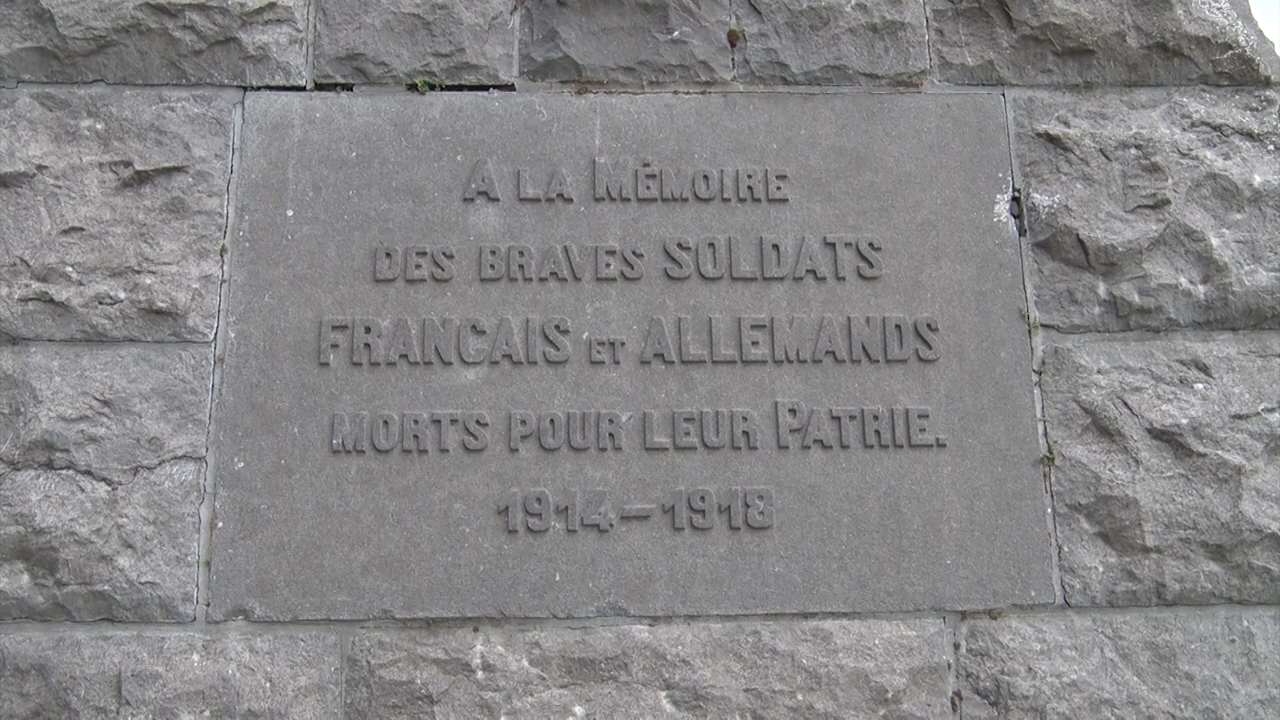 A LA MÉMOIRE
DES BRAVES SOLDATS
FRANCAIS ET ALLEMANDS
MORTS POUR LEUR PATRIE.
1914-1918